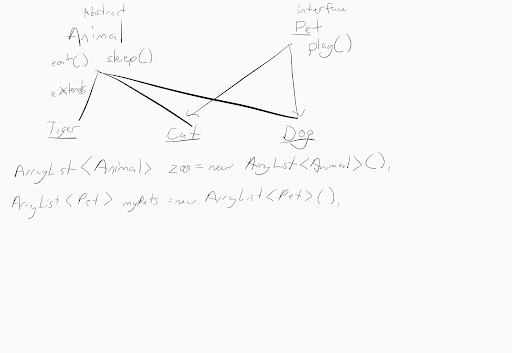 Abstract
Animal
eat() sleep()
extends
Interface
Pet
play()
Tiger
Cat
Dog
ArrayList<Animal> zoo = new ArrayList<Animal>();
ArrayList<Pet> myPets = new ArrayList<Pet>();